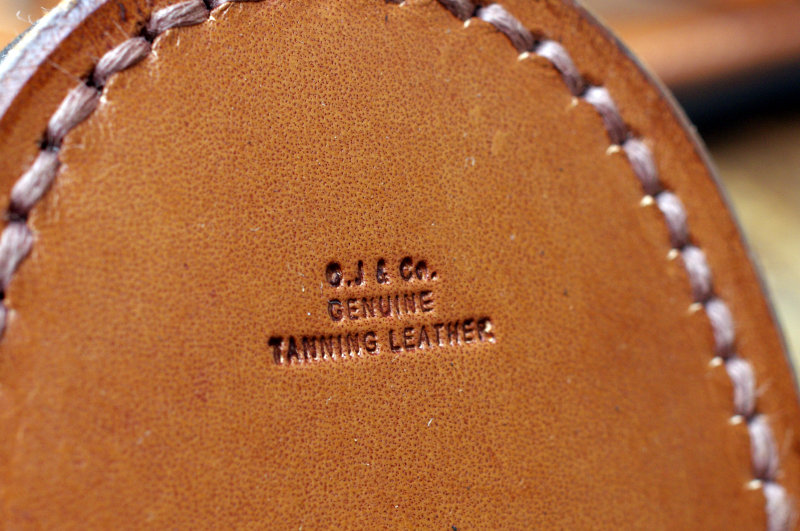 G.J & Co.
GENUINE
TANNING LEATHER